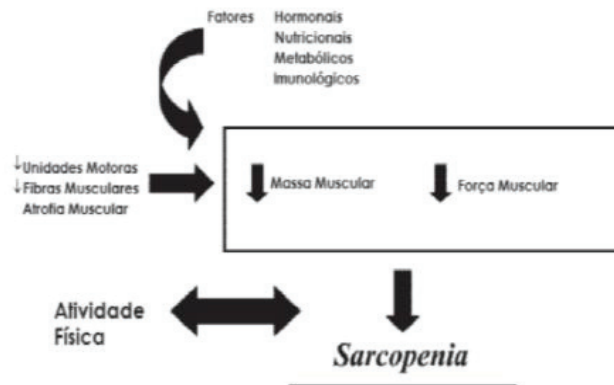 Fatores Hormonais
Nutricionais
Metabólicos
Imunológicos
↓Unidades Motoras
↓Fibras Musculares
Atrofia Muscular
Massa Muscular
Força Muscular
Atividade
Física
Sarcopenia